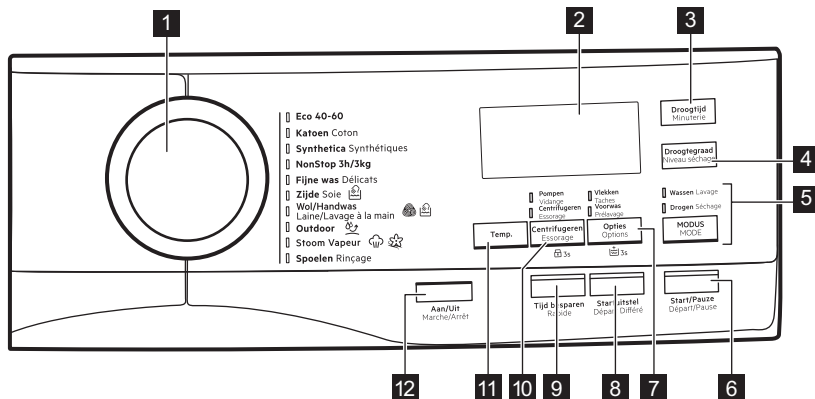 1
2
3
Droogtijd
Minuterie
Eco 40-60
Katoen Coton
Synthetica Synthétiques
NonStop 3h/3kg
Fijne was Délicats
Zijde Soie
Wol/Handwas
Laine/Lavage à la main
Outdoor
Stoom Vapeur
Spoelen Rinçage
Droogtegraad
Niveau séchage
4
Pompen
Vidange
Centrifugeren
Essorage
Vlekken
Taches
Voorwas
Prélavage
Wassen Lavage
Drogen Séchage
5
Temp.
Centrifugeren
Essorage
Opties
Options
MODUS
MODE
3s
3s
Aan/Uit
Marche/Arrêt
Tijd besparen
Rapide
Startuitstel
Départ Différé
Start/Pauze
Départ/Pause
12
11
10
9
8
7
6